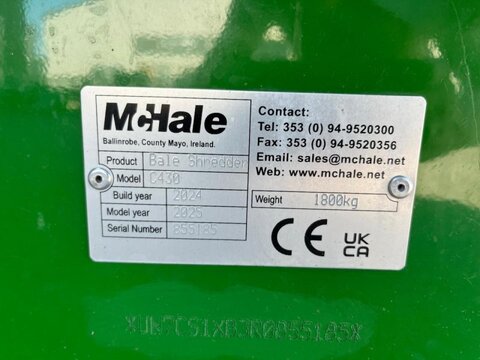 McHale
Ballinrobe, County Mayo, Ireland.
Product Bale Shredder
Model C430
Build year 2024
Model year 2025
Serial Number 855185
Contact:
Tel: 353 (0) 94-9520300
Fax: 353 (0) 94-9520356
Email: sales@mchale.net
Web: www.mchale.net
Weight 1800kg
CE UK
CA